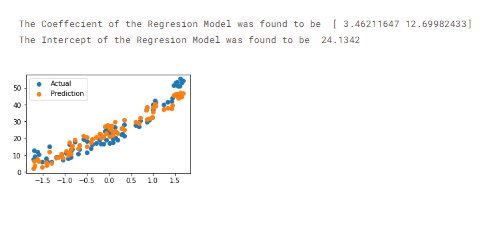 The Coeffecient of the Regresion Model was found to be [ 3.46211647 12.69982433]
The Intercept of the Regresion Model was found to be 24.1342
Actual
Prediction
50
40
30
20
10
0
−1.5 −1.0 −0.5 0.0 0.5 1.0 1.5